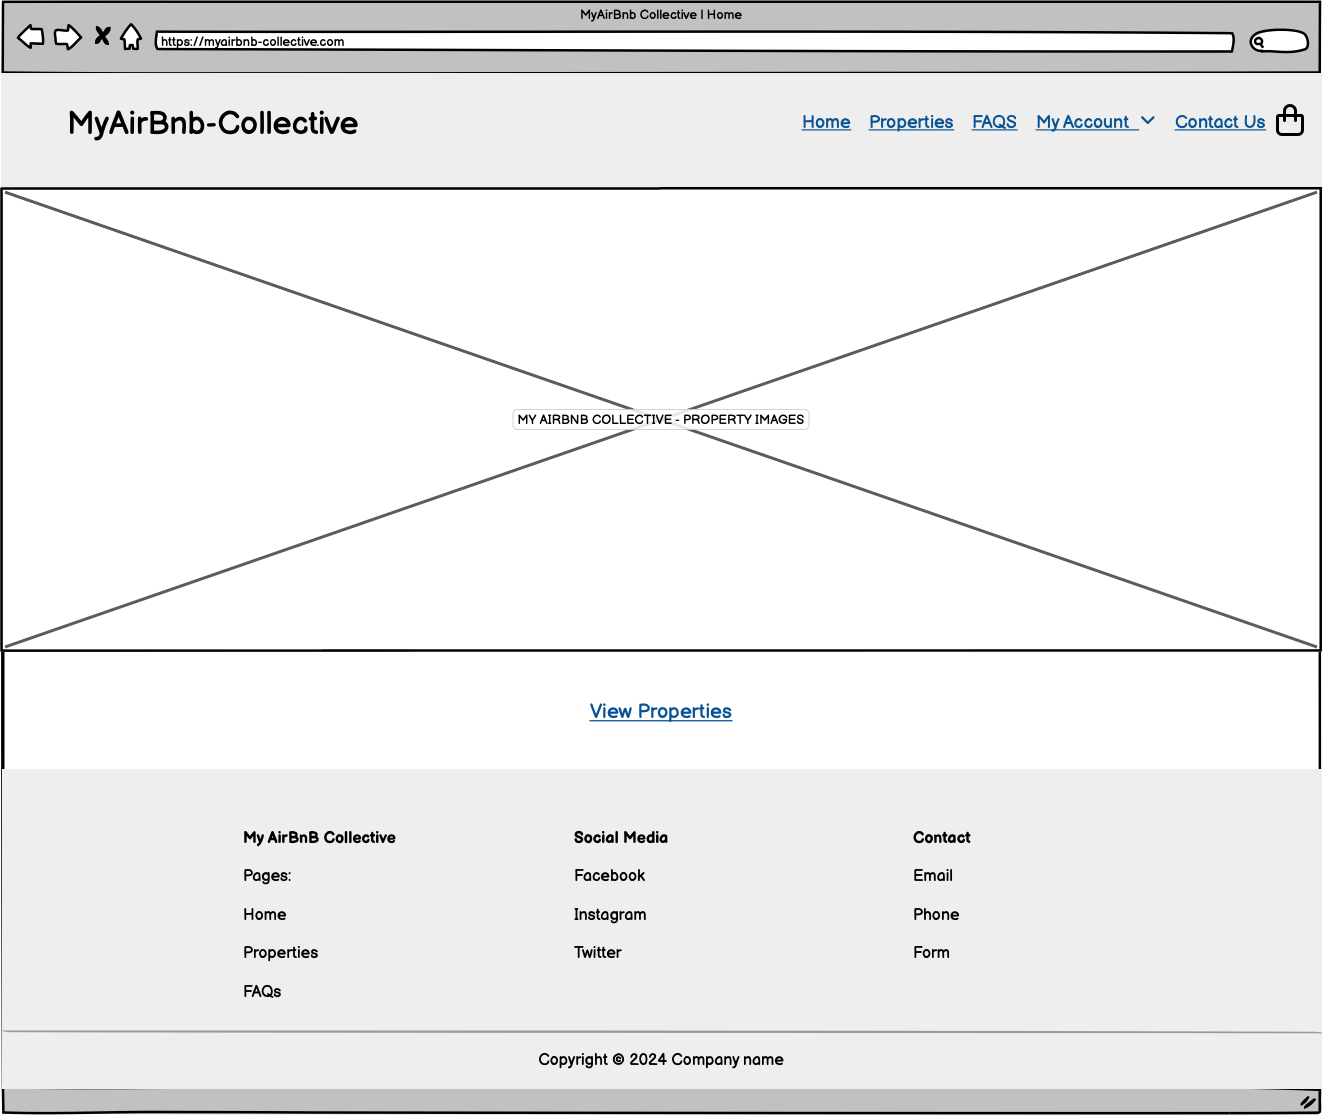 MyAirBnb Collective | Home
https://myairbnb-collective.com
MyAirBnb-Collective
Home Properties FAQS My Account Contact Us
MY AIRBNB COLLECTIVE - PROPERTY IMAGES
View Properties
My AirBnB Collective Social Media Contact
Pages: Facebook Email
Home Instagram Phone
Properties Twitter Form
FAQs
Copyright © 2024 Company name